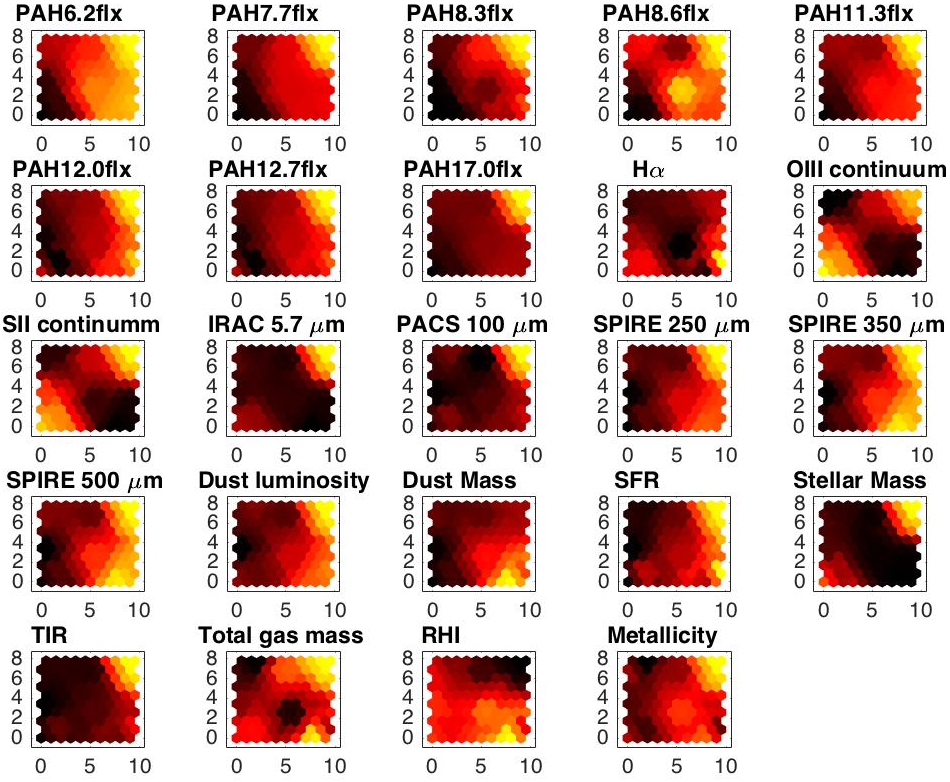 PAH6.2flx PAH7.7flx PAH8.3flx PAH8.6flx PAH11.3flx
8 8 8 8 8
6 6 6 6 6
4 4 4 4 4
2 2 2 2 2
0 0 0 0 0
0 5 10 0 5 10 0 5 10 0 5 10 0 5 10
PAH12.0flx PAH12.7flx PAH17.0flx Hα OIII continuum
8 8 8 8 8
6 6 6 6 6
4 4 4 4 4
2 2 2 2 2
0 0 0 0 0
0 5 10 0 5 10 0 5 10 0 5 10 0 5 10
SII continumm IRAC 5.7 μm PACS 100 μm SPIRE 250 μm SPIRE 350 μm
8 8 8 8 8
6 6 6 6 6
4 4 4 4 4
2 2 2 2 2
0 0 0 0 0
0 5 10 0 5 10 0 5 10 0 5 10 0 5 10
SPIRE 500 μm Dust luminosity Dust Mass SFR Stellar Mass
8 8 8 8 8
6 6 6 6 6
4 4 4 4 4
2 2 2 2 2
0 0 0 0 0
0 5 10 0 5 10 0 5 10 0 5 10 0 5 10
TIR Total gas mass RHI Metallicity
8 8 8 8
6 6 6 6
4 4 4 4
2 2 2 2
0 0 0 0
0 5 10 0 5 10 0 5 10 0 5 10